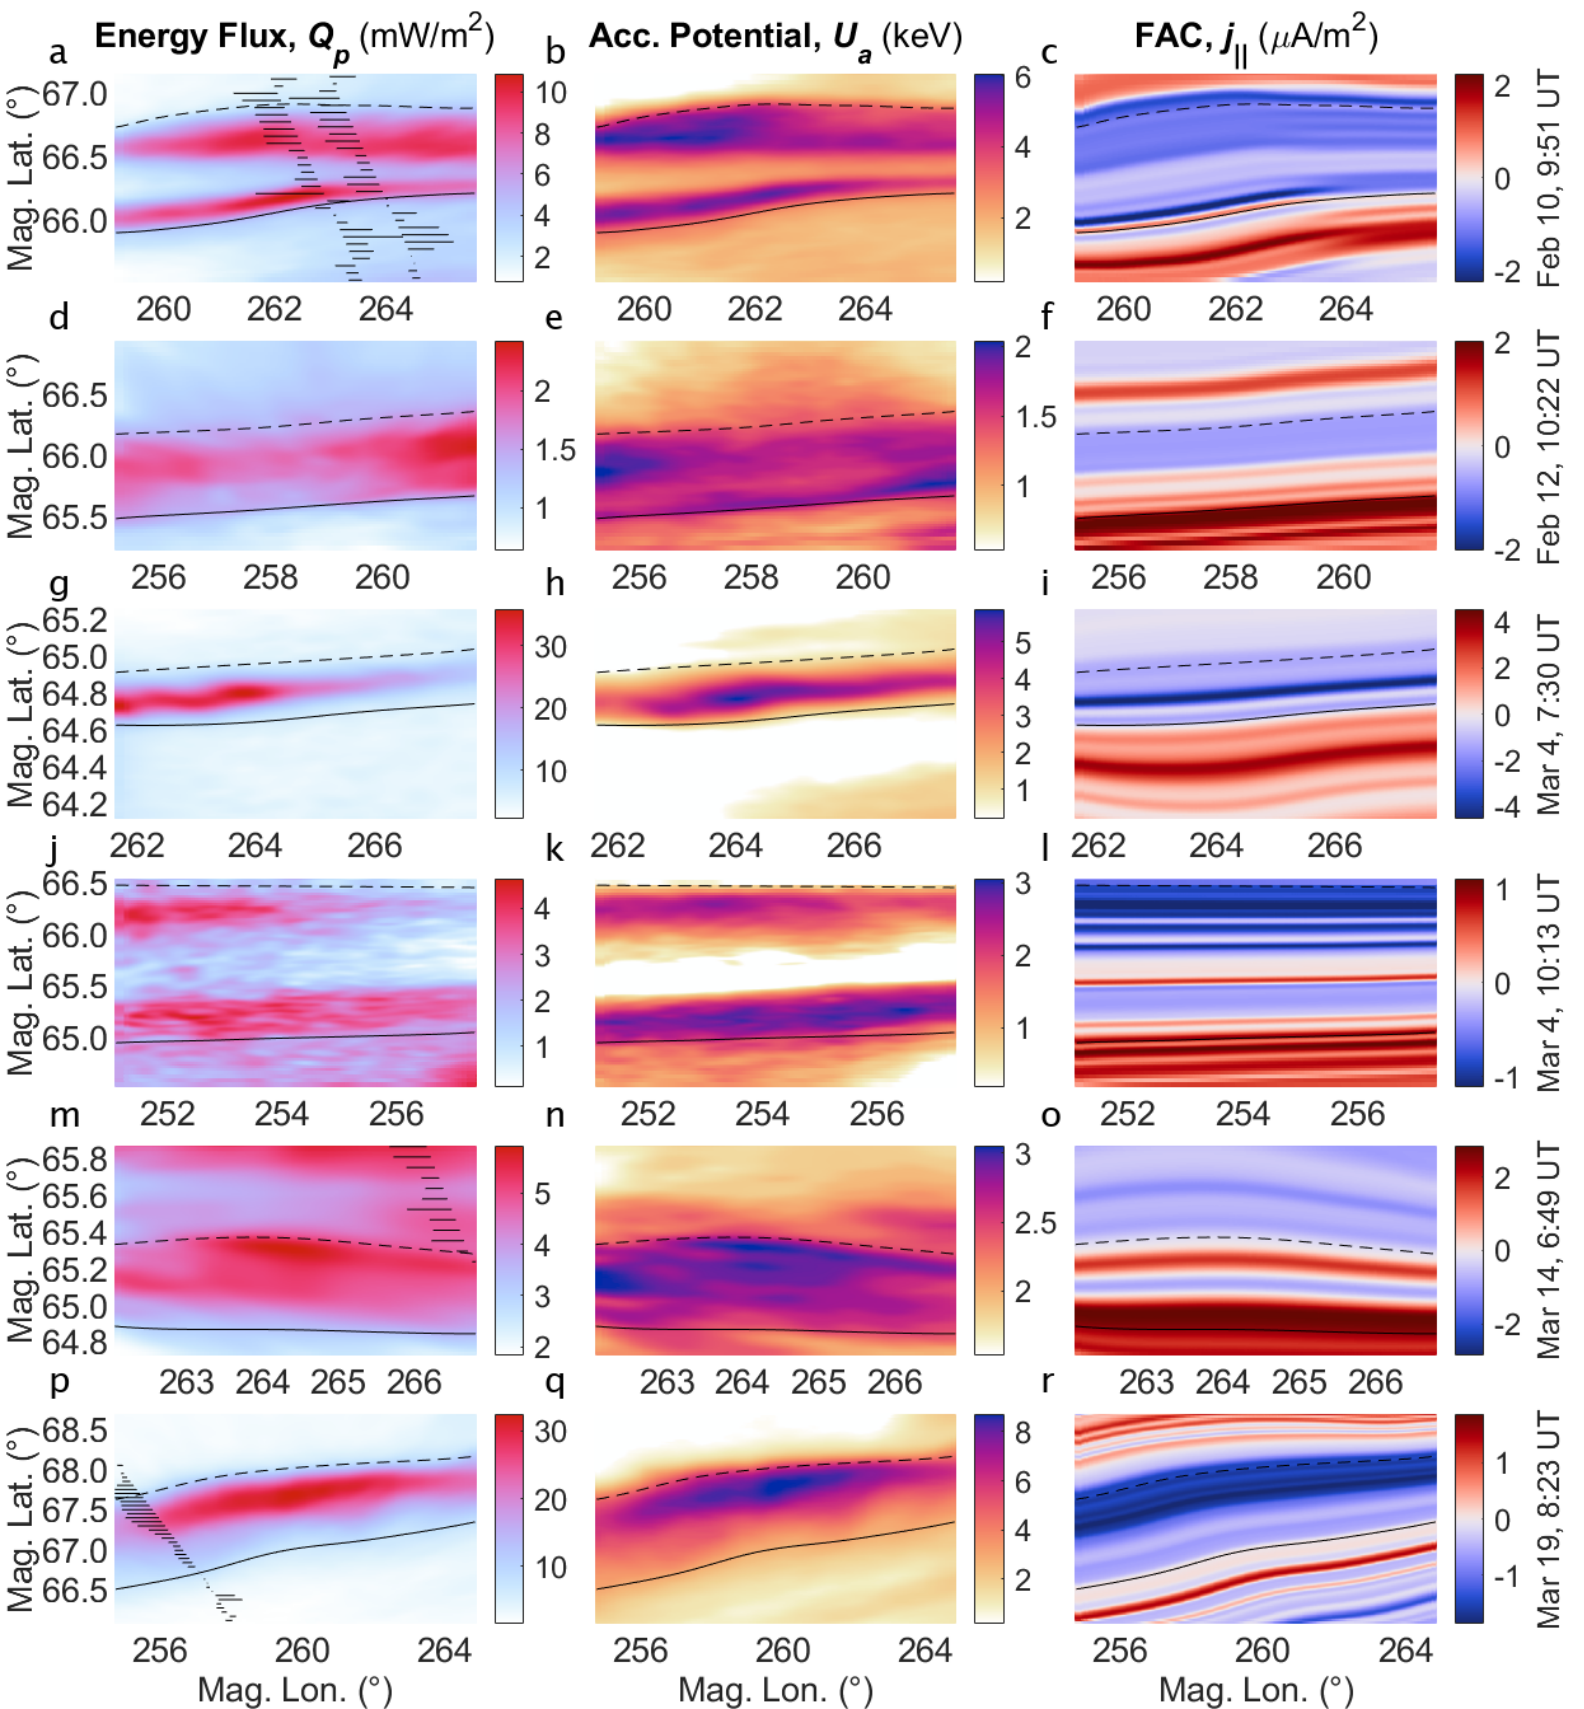 a Energy Flux, Qp (mW/m2) b Acc. Potential, Ua (keV) c FAC, j|| (μA/m2)
67.0 66.5 66.0 Mag. Lat. (°) 260 262 264 10 8 6 4 2
260 262 264 6 4 2
260 262 264 2 0 -2 Feb 10, 9:51 UT
d e f
66.5 66.0 65.5 Mag. Lat. (°) 256 258 260 2 1.5 1
256 258 260 2 1.5 1
256 258 260 2 0 -2 Feb 12, 10:22 UT
g h i
65.2 65.0 64.8 64.6 64.4 64.2 Mag. Lat. (°) 262 264 266 30 20 10
262 264 266 5 4 3 2 1
262 264 266 4 2 0 -2 -4 Mar 4, 7:30 UT
j k l
66.5 66.0 65.5 65.0 Mag. Lat. (°) 252 254 256 4 3 2 1
252 254 256 3 2 1
252 254 256 1 0 -1 Mar 4, 10:13 UT
m n o
65.8 65.6 65.4 65.2 65.0 64.8 Mag. Lat. (°) 263 264 265 266 5 4 3 2
263 264 265 266 3 2.5 2
263 264 265 266 2 0 -2 Mar 14, 6:49 UT
p q r
68.5 68.0 67.5 67.0 66.5 Mag. Lat. (°) 256 260 264 30 20 10
256 260 264 8 6 4 2
256 260 264 1 0 -1 Mar 19, 8:23 UT
Mag. Lon. (°) Mag. Lon. (°) Mag. Lon. (°)